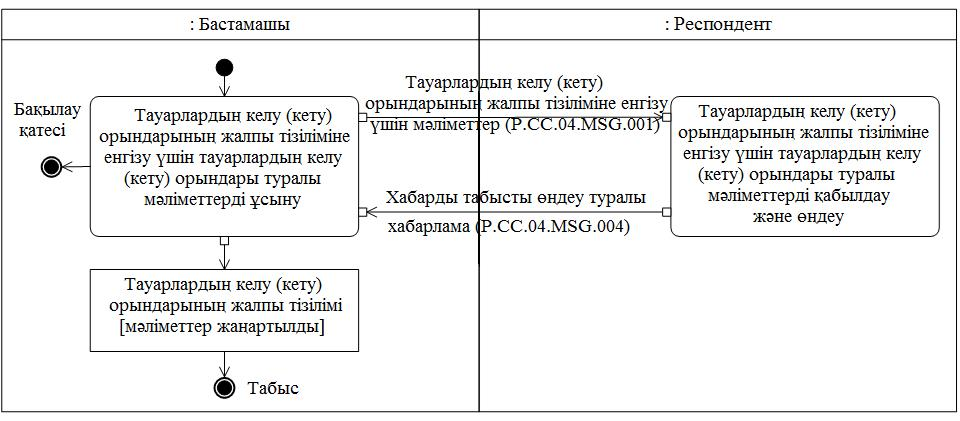 : Бастамашы
: Респондент
Бақылау
қатесі
Тауарлардың келу (кету)
орындарының жалпы тізіліміне
енгізу үшін тауарлардың келу
(кету) орындары туралы
мәліметтерді ұсыну
Тауарлардың келу (кету)
орындарының жалпы тізіліміне енгізу
үшін мәліметтер (P.CC.04.MSG.001)
Тауарлардың келу (кету)
орындарының жалпы тізіліміне
енгізу үшін тауарлардың келу
(кету) орындары туралы
мәліметтерді қабылдау
және өңдеу
Хабарды табысты өңдеу туралы
хабарлама (P.CC.04.MSG.004)
Тауарлардың келу (кету)
орындарының жалпы тізілімі
[мәліметтер жаңартылды]
Табыс